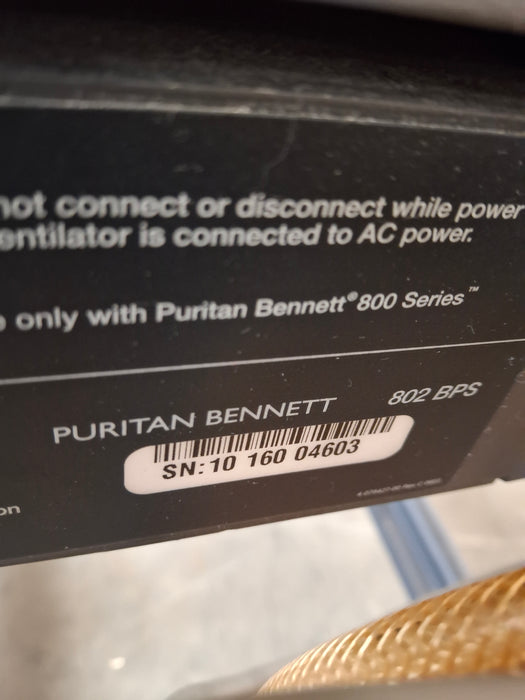 not connect or disconnect while power
entilator is connected to AC power.
only with Puritan Bennett®800 Series™
PURITAN BENNETT 802 BPS
SN: 10 160 04603
on